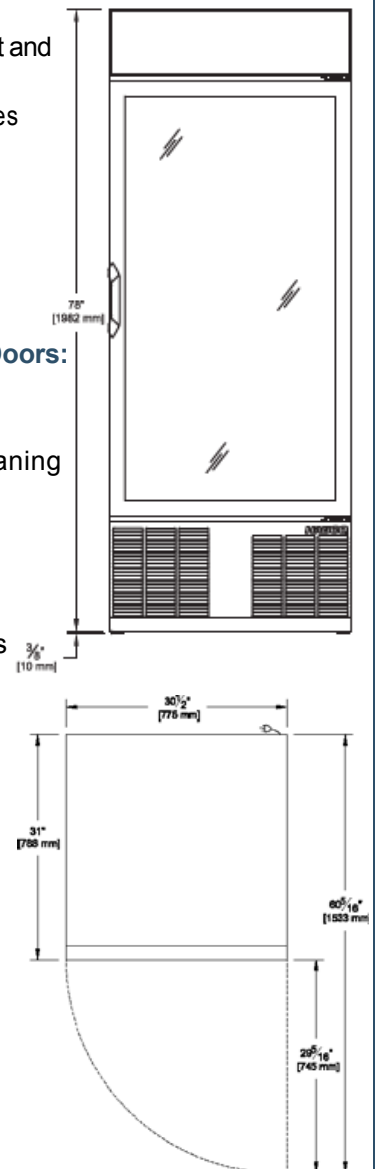 t and
es
78"
[1982 mm]
Doors:
aning
s
3/8"
[10 mm]
30 1/2"
[775 mm]
31"
[788 mm]
60 5/16"
[1533 mm]
29 5/16"
[745 mm]